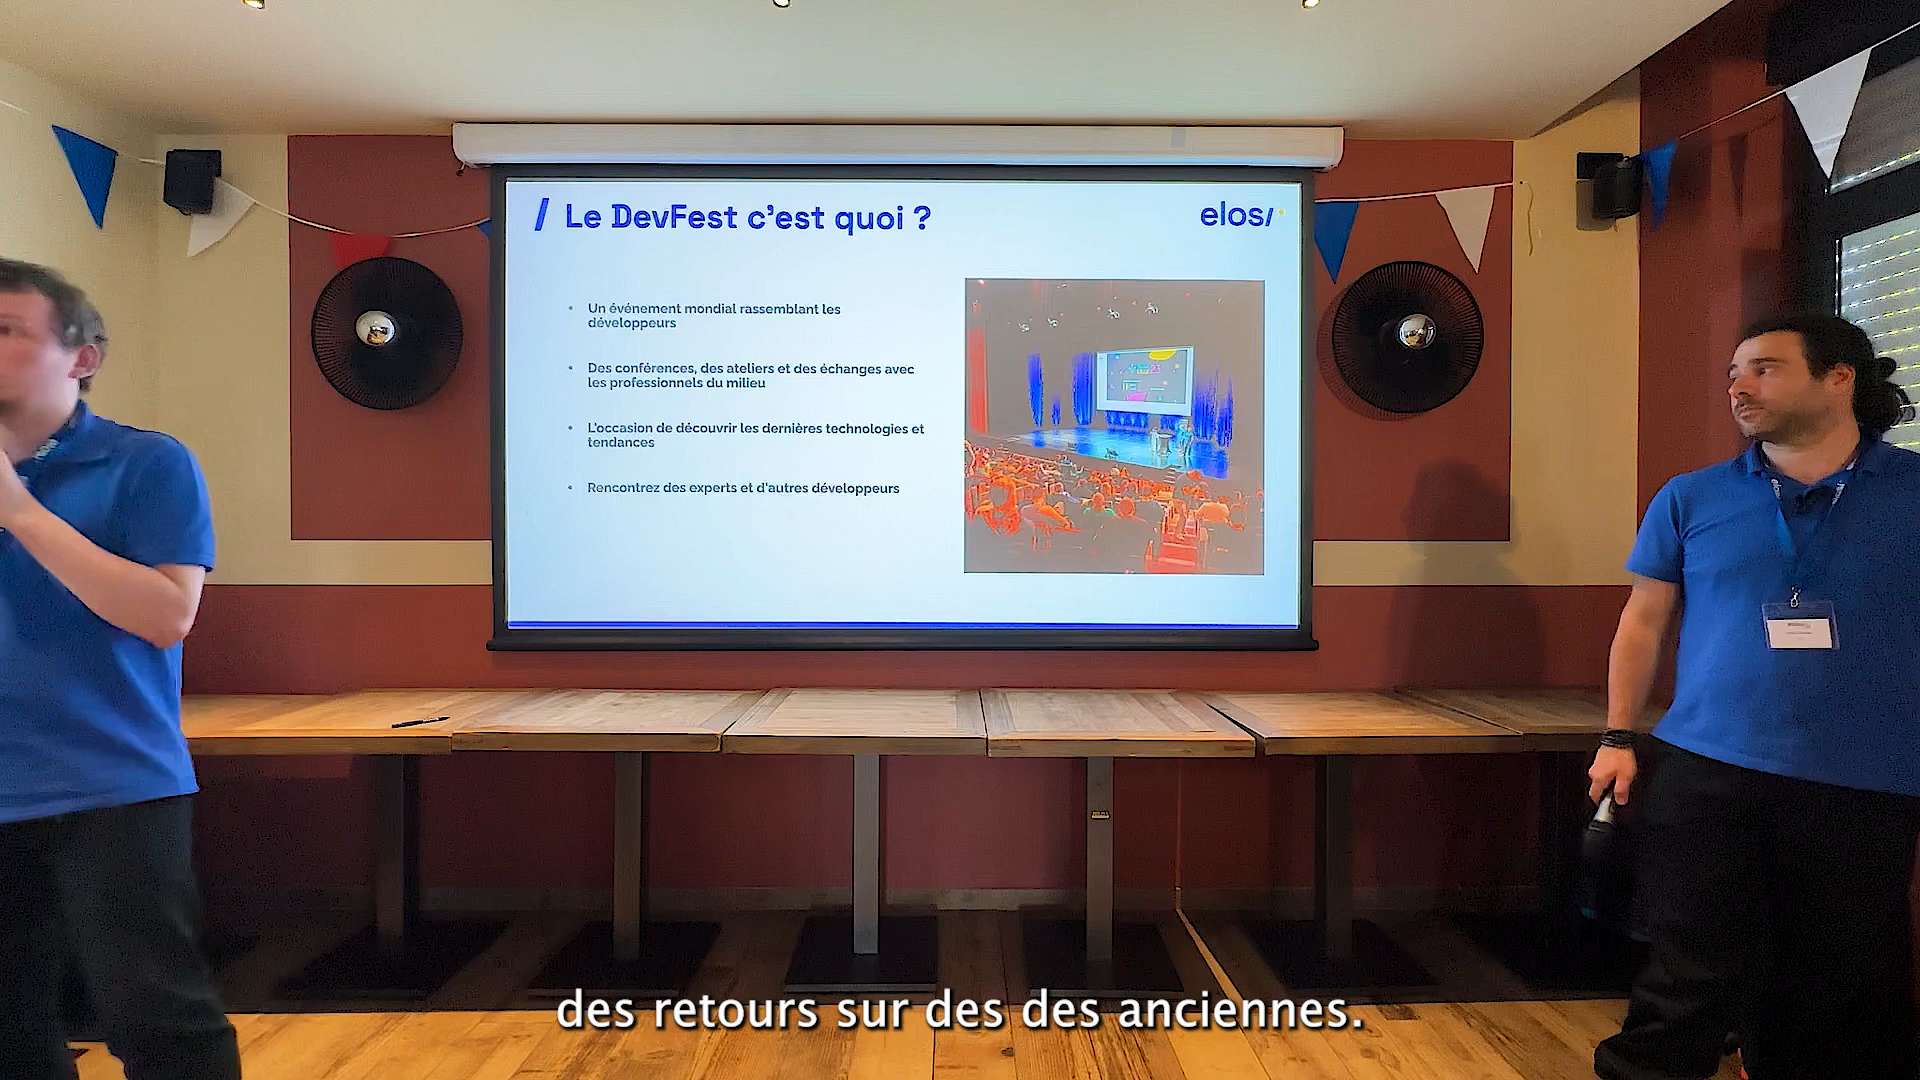 / Le DevFest c'est quoi ?
elos/
• Un événement mondial rassemblant les
développeurs
• Des conférences, des ateliers et des échanges avec
les professionnels du milieu
• L'occasion de découvrir les dernières technologies et
tendances
• Rencontrez des experts et d'autres développeurs
des retours sur des des anciennes.